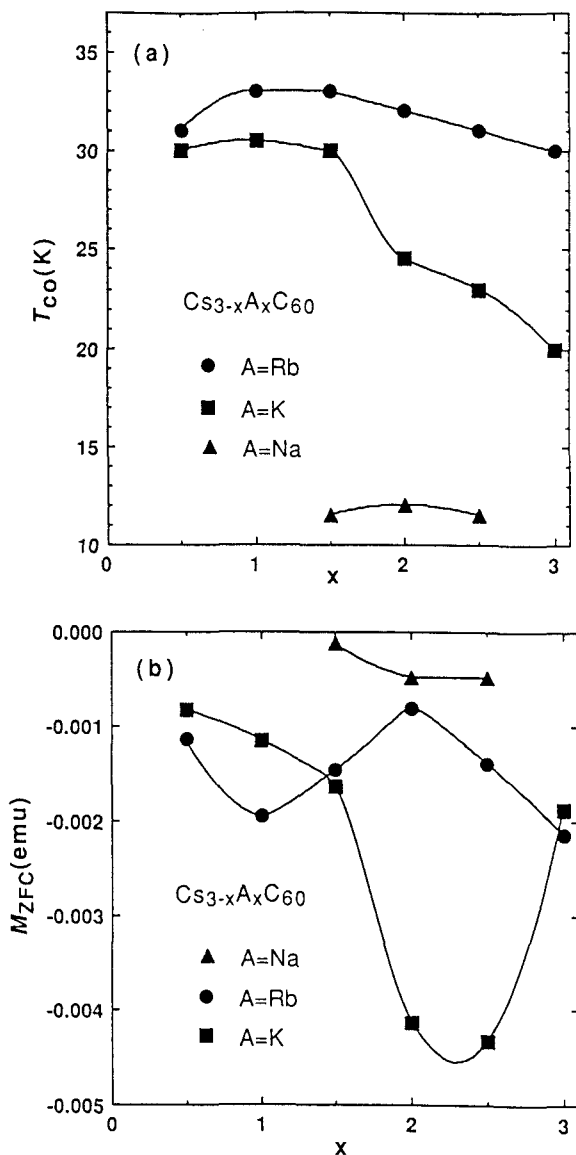 (a)
35
30
25
20
15
10
T_CO(K)
Cs3-xAxC60
A=Rb
A=K
A=Na
0 1 2 3
x
(b)
0.000
-0.001
-0.002
-0.003
-0.004
-0.005
M_ZFC(emu)
Cs3-xAxC60
A=Na
A=Rb
A=K
0 1 2 3
x